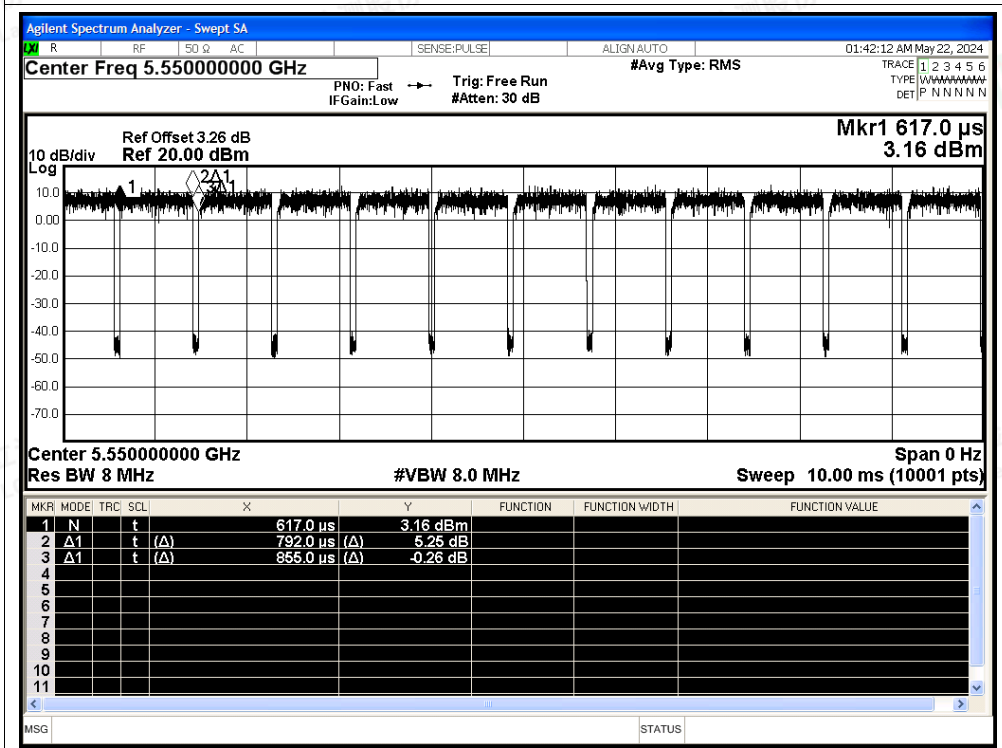 Agilent Spectrum Analyzer - Swept SA
LXI R RF 50 Ω AC SENSE:PULSE ALIGN AUTO 01:42:12 AM May 22, 2024
Center Freq 5.550000000 GHz #Avg Type: RMS TRACE 1 2 3 4 5 6
PNO: Fast Trig: Free Run TYPE WWWWWW
IFGain:Low #Atten: 30 dB DET P N N N N N
Mkr1 617.0 µs
Ref Offset 3.26 dB
10 dB/div Ref 20.00 dBm 3.16 dBm
Log
1 2Δ1 3Δ1
10.0
0.00
-10.0
-20.0
-30.0
-40.0
-50.0
-60.0
-70.0
Center 5.550000000 GHz Span 0 Hz
Res BW 8 MHz #VBW 8.0 MHz Sweep 10.00 ms (10001 pts)
MKR MODE TRC SCL X Y FUNCTION FUNCTION WIDTH FUNCTION VALUE
1 N t 617.0 µs 3.16 dBm
2 Δ1 t (Δ) 792.0 µs (Δ) 5.25 dB
3 Δ1 t (Δ) 855.0 µs (Δ) -0.26 dB
4
5
6
7
8
9
10
11
MSG STATUS